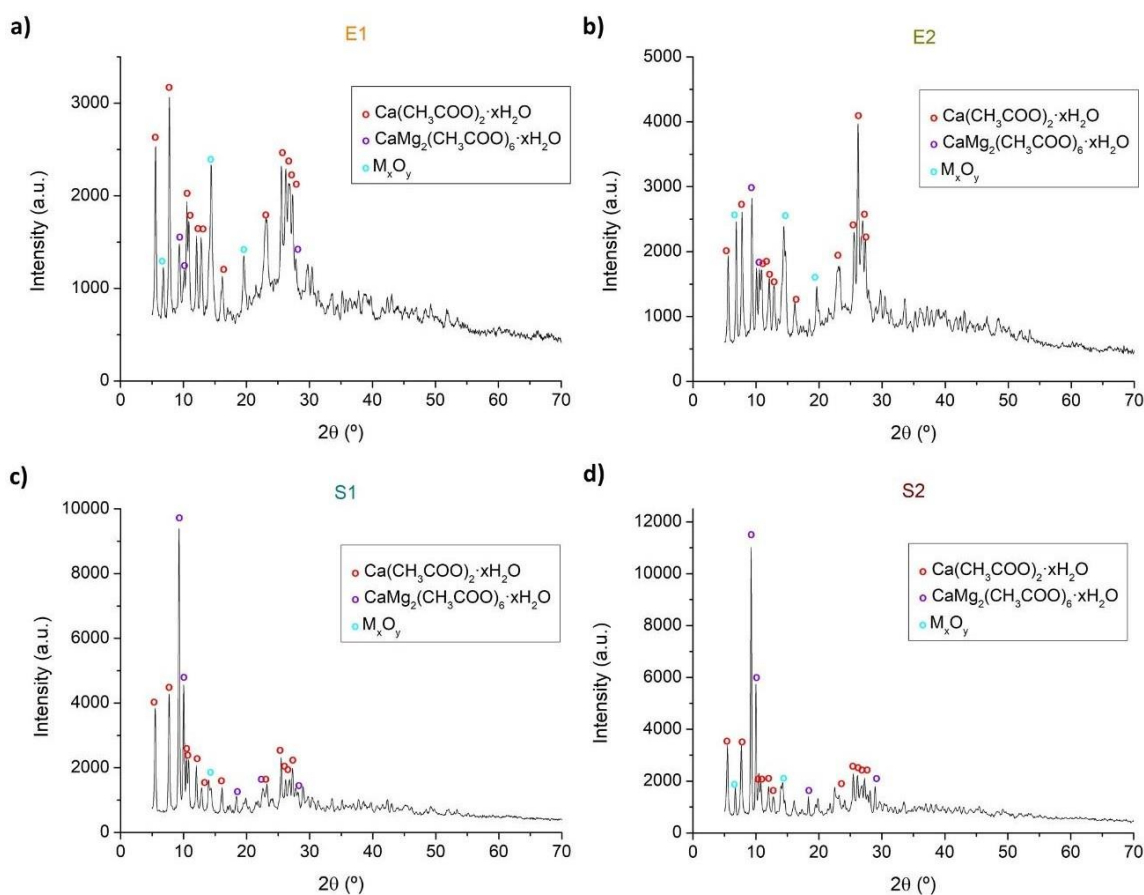 a)
E1
Intensity (a.u.)
3000
2000
1000
0
o Ca(CH₃COO)₂·xH₂O
o CaMg₂(CH₃COO)₆·xH₂O
o MₓOᵧ
0 10 20 30 40 50 60 70
2θ (º)
b)
E2
Intensity (a.u.)
5000
4000
3000
2000
1000
0
o Ca(CH₃COO)₂·xH₂O
o CaMg₂(CH₃COO)₆·xH₂O
o MₓOᵧ
0 10 20 30 40 50 60 70
2θ (º)
c)
S1
Intensity (a.u.)
10000
8000
6000
4000
2000
0
o Ca(CH₃COO)₂·xH₂O
o CaMg₂(CH₃COO)₆·xH₂O
o MₓOᵧ
0 10 20 30 40 50 60 70
2θ (º)
d)
S2
Intensity (a.u.)
12000
10000
8000
6000
4000
2000
0
o Ca(CH₃COO)₂·xH₂O
o CaMg₂(CH₃COO)₆·xH₂O
o MₓOᵧ
0 10 20 30 40 50 60 70
2θ (º)